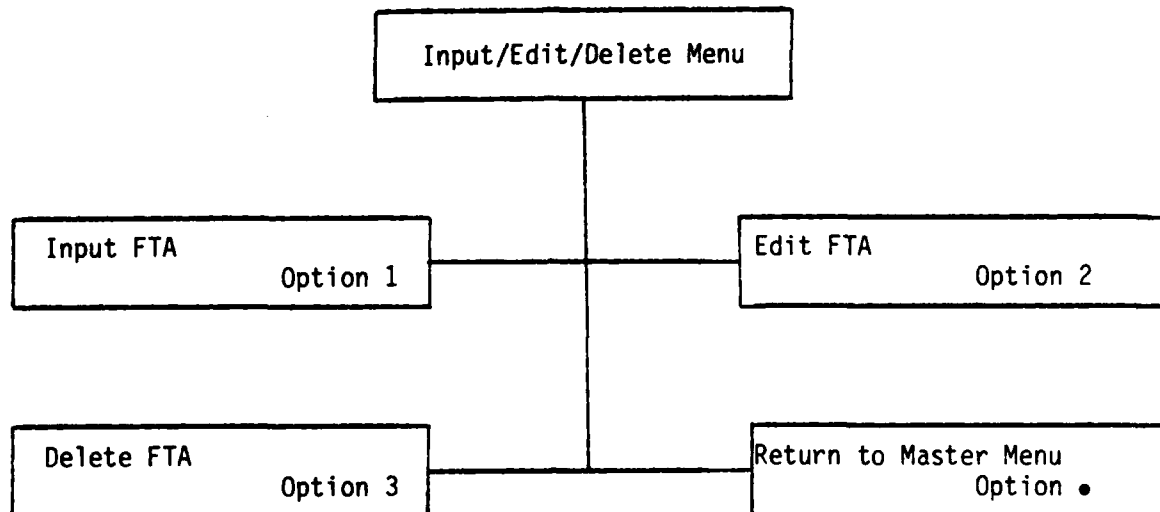 Input/Edit/Delete Menu
Input FTA
Option 1
Edit FTA
Option 2
Delete FTA
Option 3
Return to Master Menu
Option •